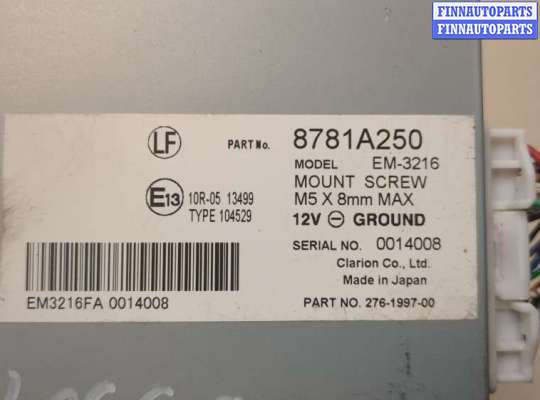 FINNAUTOPARTS
FINNAUTOPARTS
LF
PART No. 8781A250
MODEL EM-3216
MOUNT SCREW
M5 X 8mm MAX
12V ⊖ GROUND
SERIAL NO. 0014008
Clarion Co., Ltd.
Made in Japan
PART NO. 276-1997-00
E13 10R-05 13499
TYPE 104529
EM3216FA 0014008